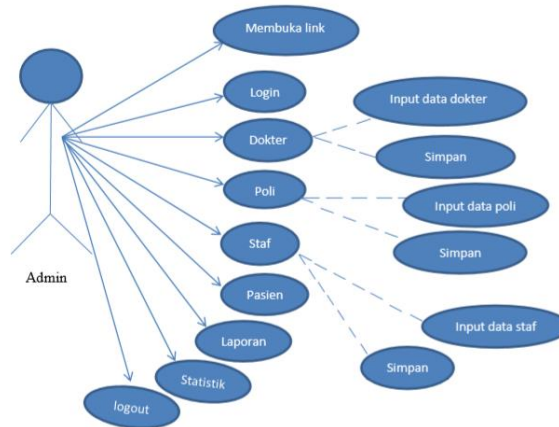 Membuka link
Login
Input data dokter
Dokter
Simpan
Poli
Input data poli
Staf
Simpan
Admin
Pasien
Input data staf
Laporan
Simpan
Statistik
logout